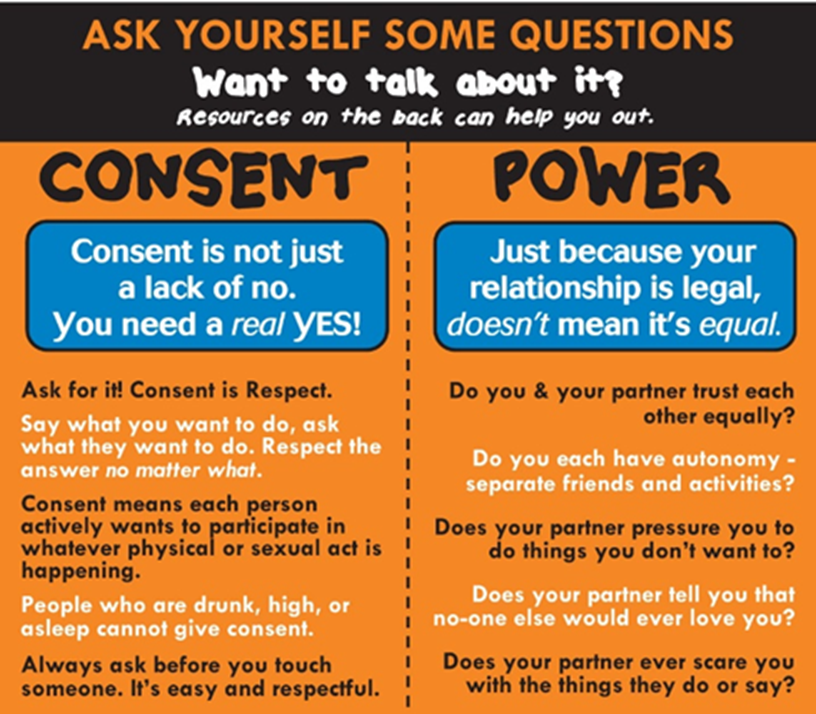 ASK YOURSELF SOME QUESTIONS
Want to talk about it?
Resources on the back can help you out.
CONSENT
Consent is not just
a lack of no.
You need a real YES!
Ask for it! Consent is Respect.
Say what you want to do, ask
what they want to do. Respect the
answer no matter what.
Consent means each person
actively wants to participate in
whatever physical or sexual act is
happening.
People who are drunk, high, or
asleep cannot give consent.
Always ask before you touch
someone. It's easy and respectful.
POWER
Just because your
relationship is legal,
doesn't mean it's equal.
Do you & your partner trust each
other equally?
Do you each have autonomy -
separate friends and activities?
Does your partner pressure you to
do things you don't want to?
Does your partner tell you that
no-one else would ever love you?
Does your partner ever scare you
with the things they do or say?